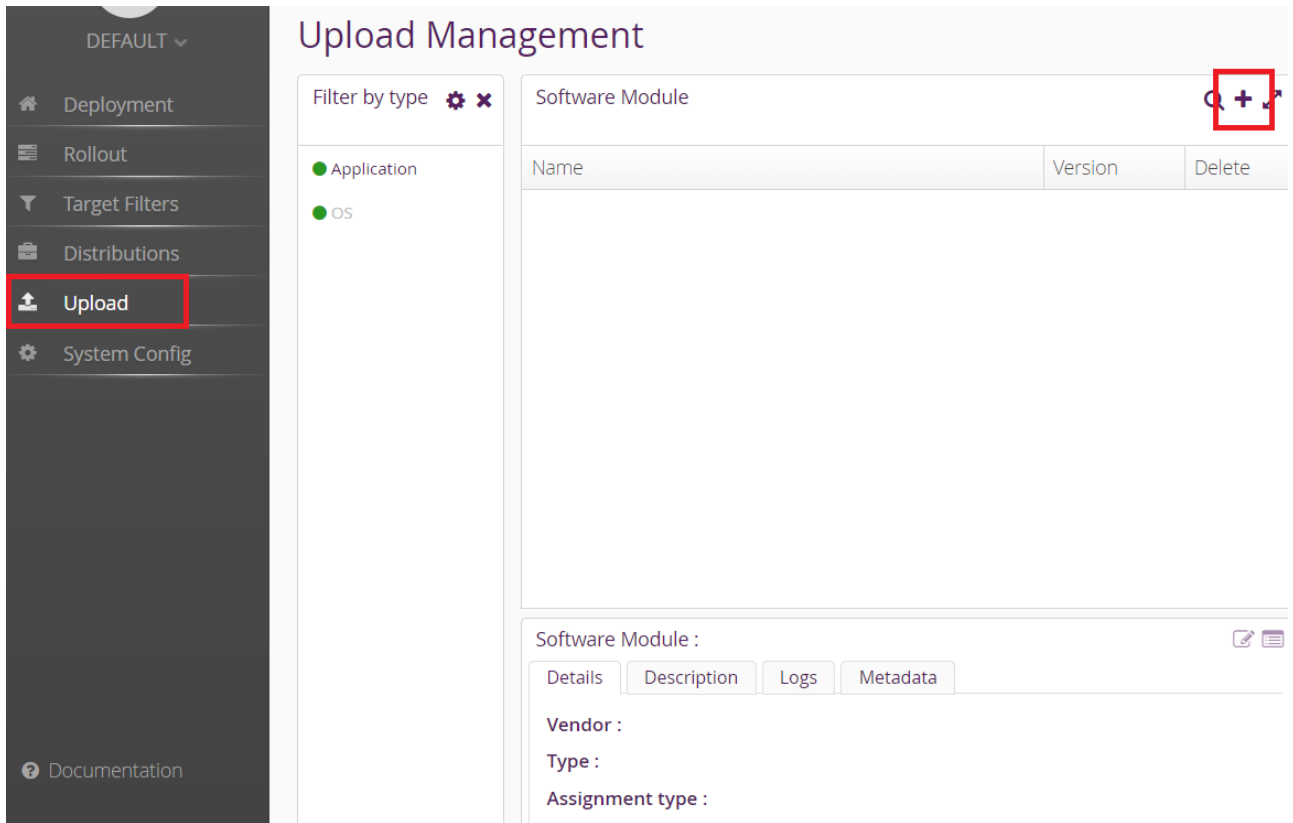 DEFAULT
Deployment
Rollout
Target Filters
Distributions
Upload
System Config
Documentation
Upload Management
Filter by type
Application
OS
Software Module
Name Version Delete
Software Module :
Details Description Logs Metadata
Vendor :
Type :
Assignment type :